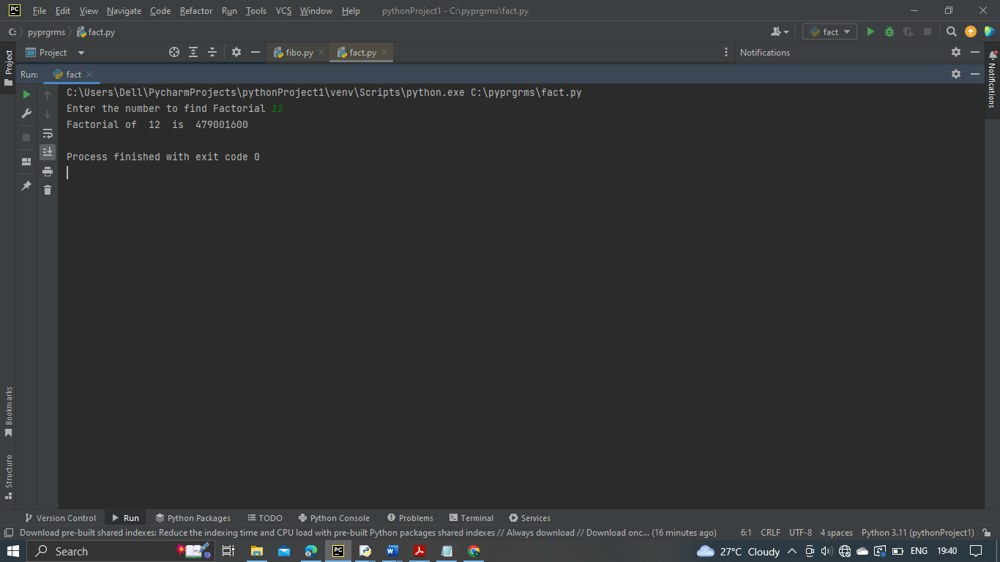 PC File Edit View Navigate Code Refactor Run Tools VCS Window Help pythonProject1 - C:\pyprgrms\fact.py
C: pyprgrms fact.py fact
Project fibo.py fact.py Notifications
Run: fact
C:\Users\Dell\PycharmProjects\pythonProject1\venv\Scripts\python.exe C:\pyprgrms\fact.py
Enter the number to find Factorial 12
Factorial of  12  is  479001600
Process finished with exit code 0
Project
Bookmarks
Structure
Notifications
Version Control Run Python Packages TODO Python Console Problems Terminal Services
Download pre-built shared indexes: Reduce the indexing time and CPU load with pre-built Python packages shared indexes // Always download // Download onc... (16 minutes ago) 6:1 CRLF UTF-8 4 spaces Python 3.11 (pythonProject1)
Search PC W 27°C Cloudy ENG 19:40